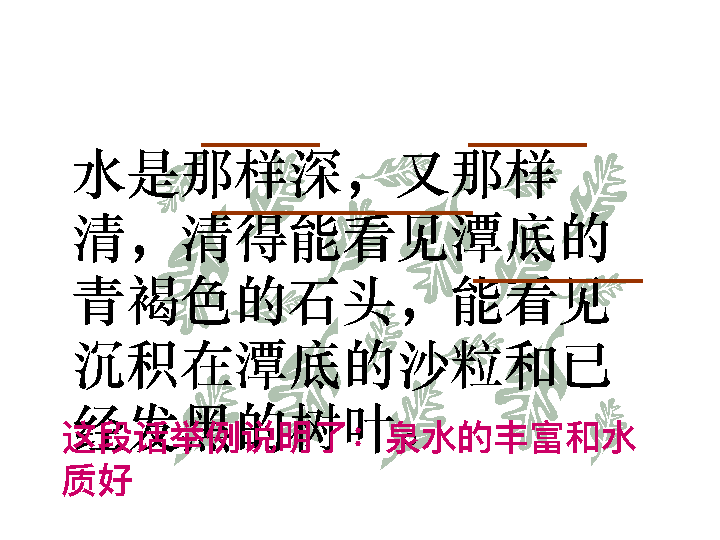 水是那样深，又那样
清，清得能看见潭底的
青褐色的石头，能看见
沉积在潭底的沙粒和已
经发黑的树叶
这段话举例说明了：泉水的丰富和水
质好